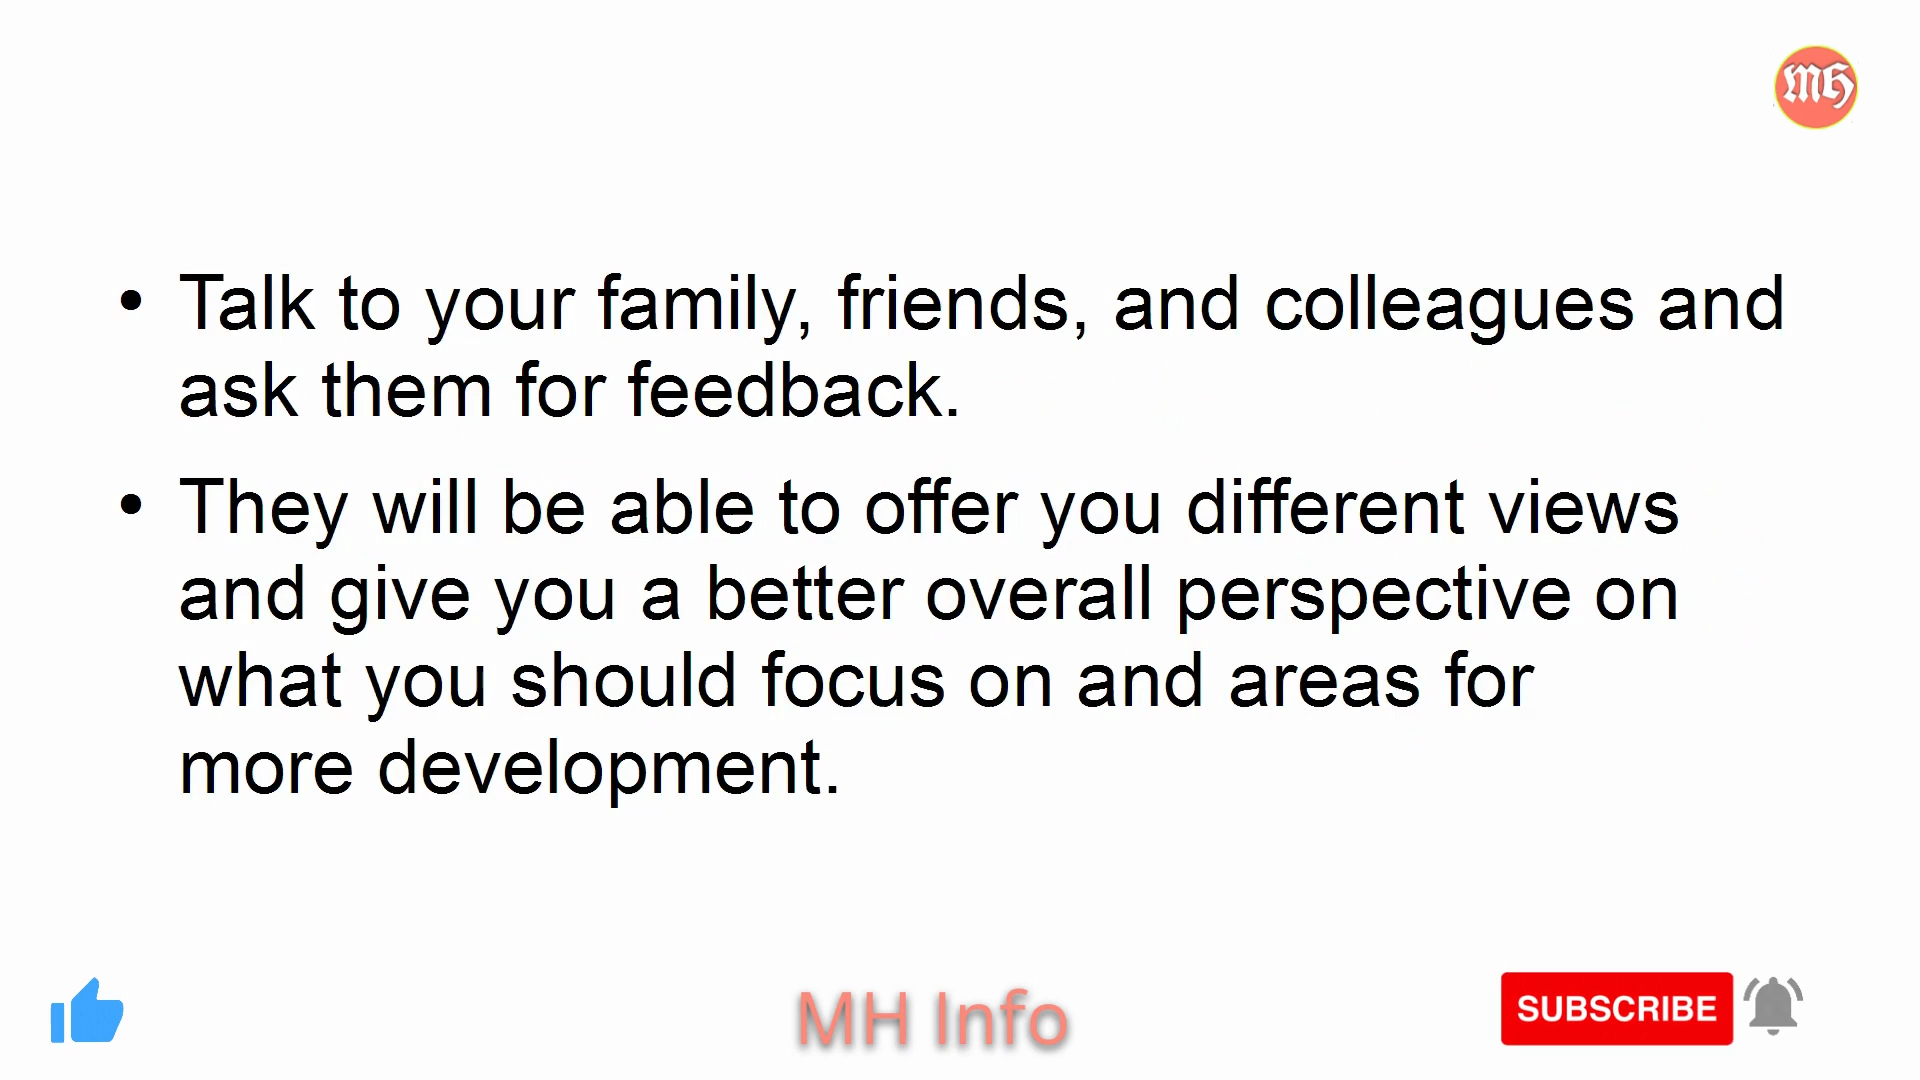 MH
• Talk to your family, friends, and colleagues and
ask them for feedback.
• They will be able to offer you different views
and give you a better overall perspective on
what you should focus on and areas for
more development.
MH Info
SUBSCRIBE